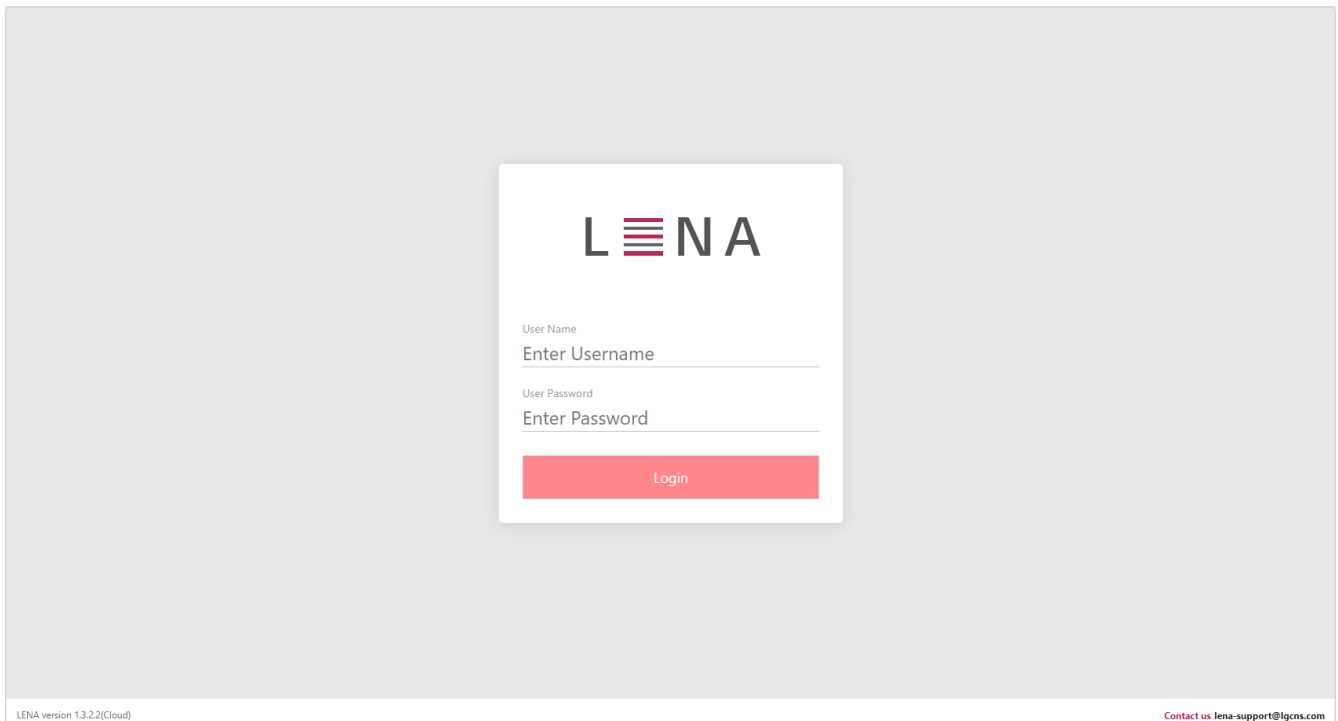 LENA
User Name
Enter Username
User Password
Enter Password
Login
LENA version 1.3.2.2(Cloud)
Contact us lena-support@lgcns.com